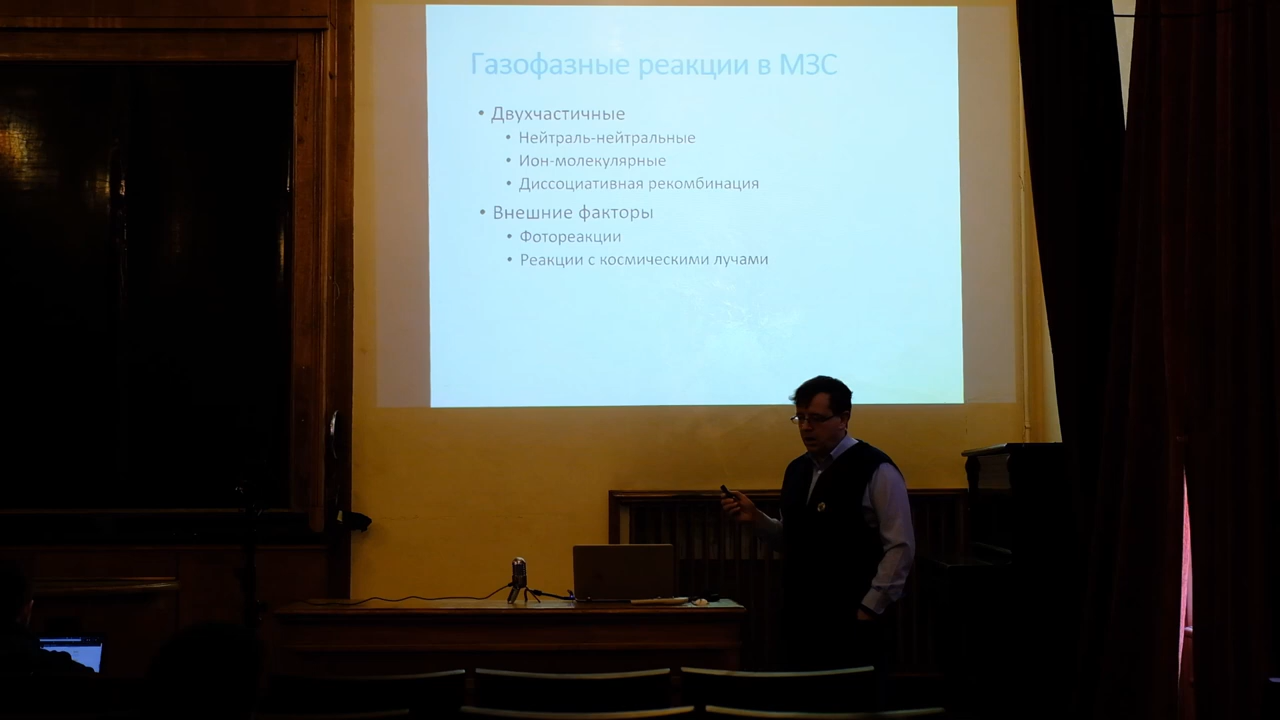 Газофазные реакции в МЗС
• Двухчастичные
• Нейтраль-нейтральные
• Ион-молекулярные
• Диссоциативная рекомбинация
• Внешние факторы
• Фотореакции
• Реакции с космическими лучами